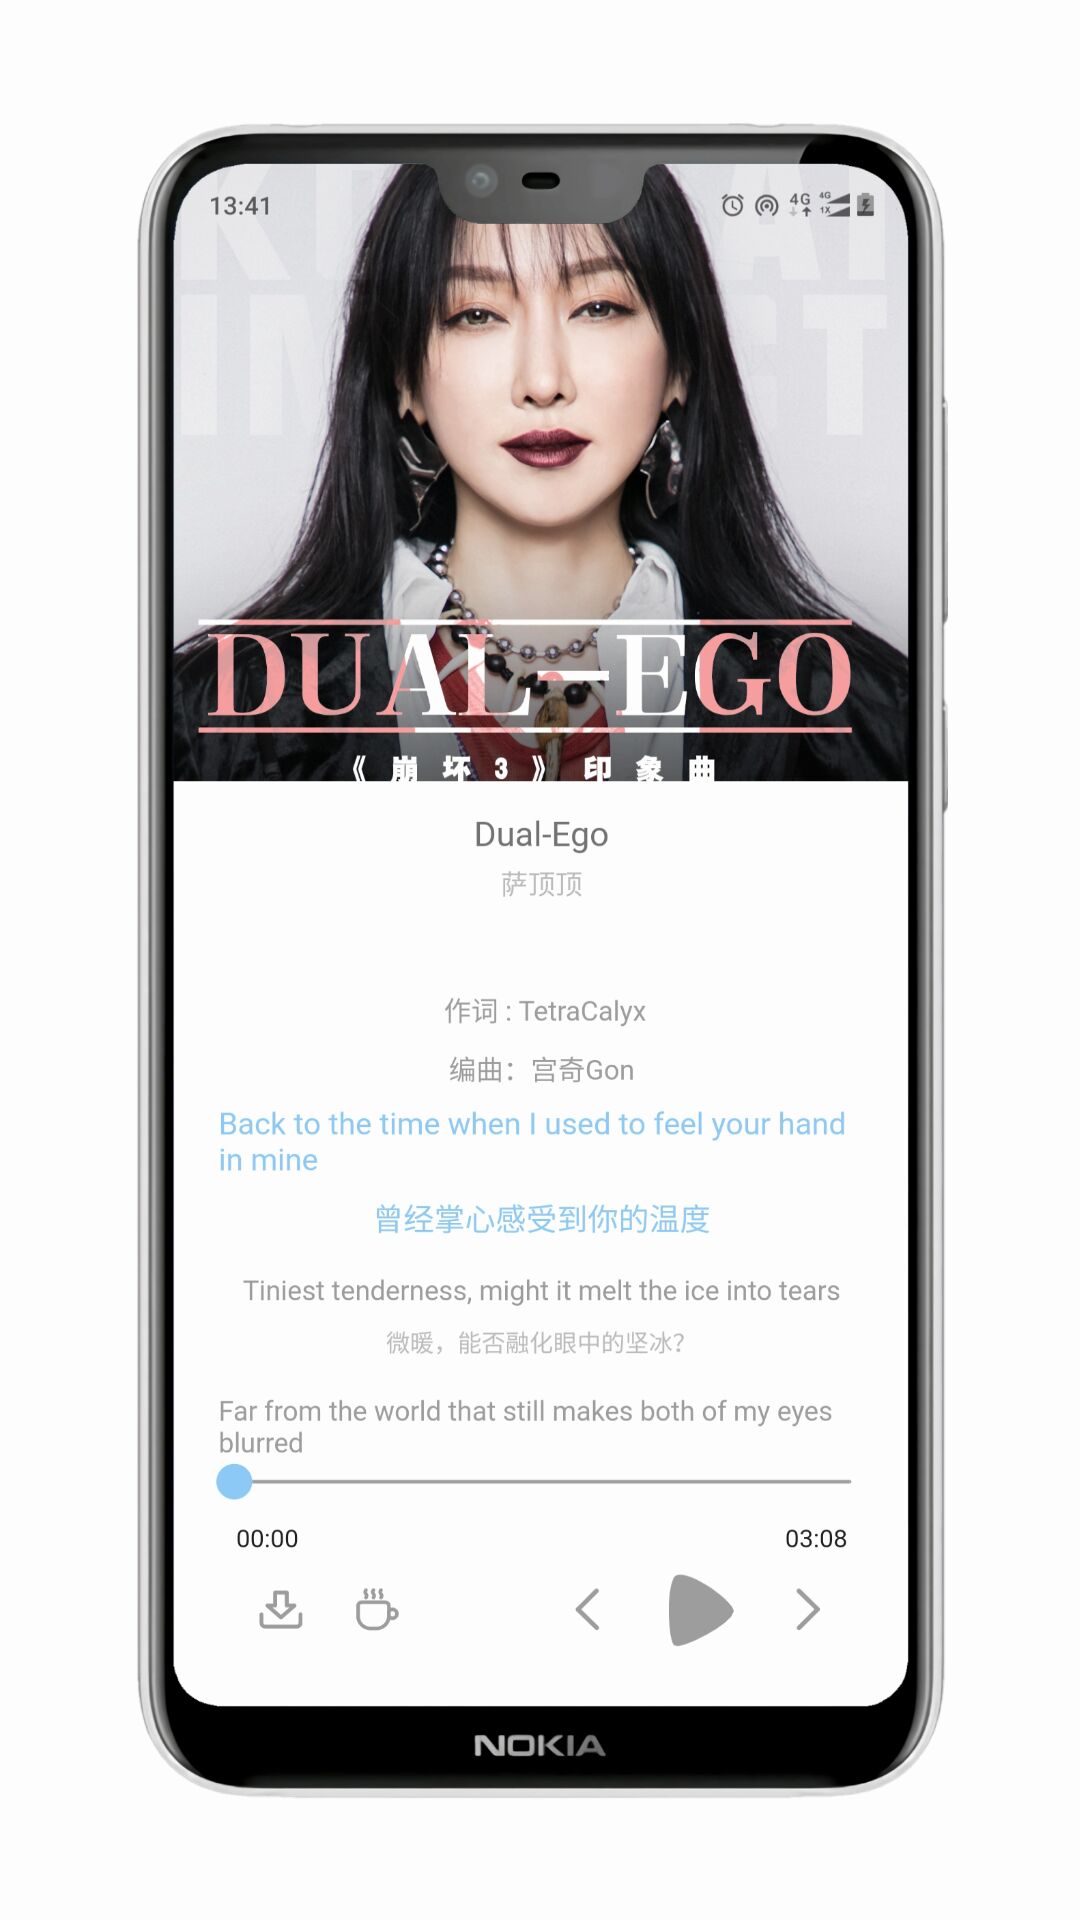 13:41
4G
4G
1X
DUAL-EGO
《崩坏3》印象曲
Dual-Ego
萨顶顶
作词 : TetraCalyx
编曲：宫奇Gon
Back to the time when I used to feel your hand
in mine
曾经掌心感受到你的温度
Tiniest tenderness, might it melt the ice into tears
微暖，能否融化眼中的坚冰？
Far from the world that still makes both of my eyes
blurred
00:00
03:08
NOKIA